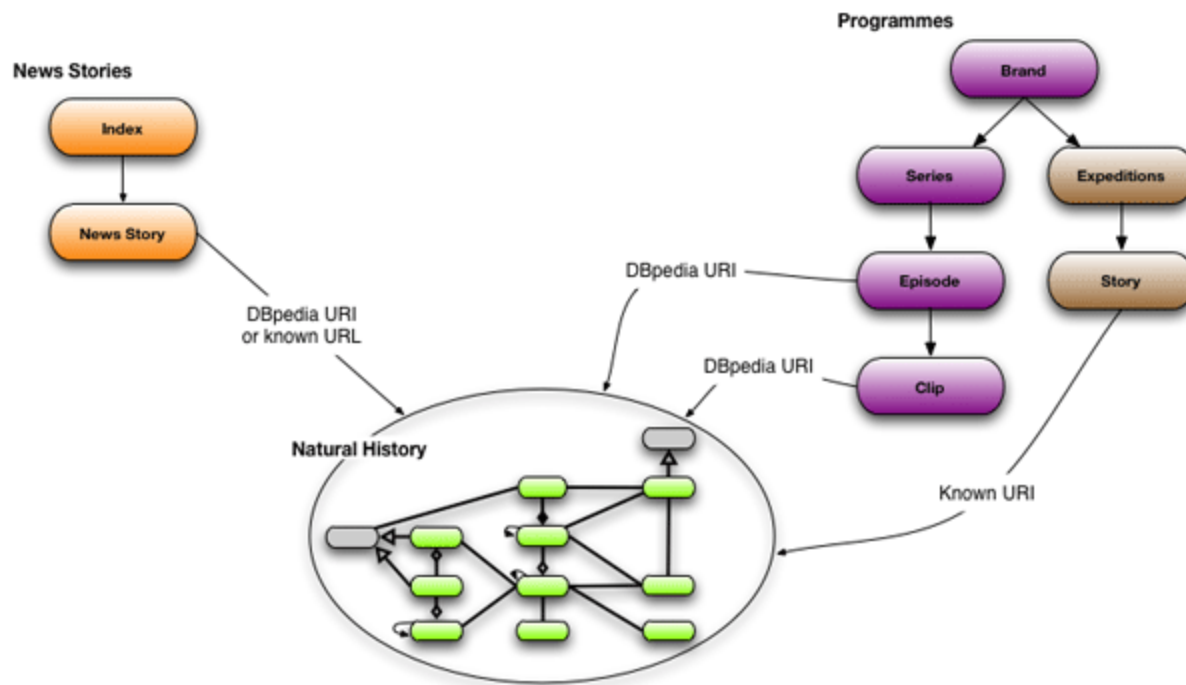 Programmes
Brand
News Stories
Index
Series
Expeditions
News Story
DBpedia URI
Episode
Story
DBpedia URI
or known URL
DBpedia URI
Clip
Natural History
Known URI